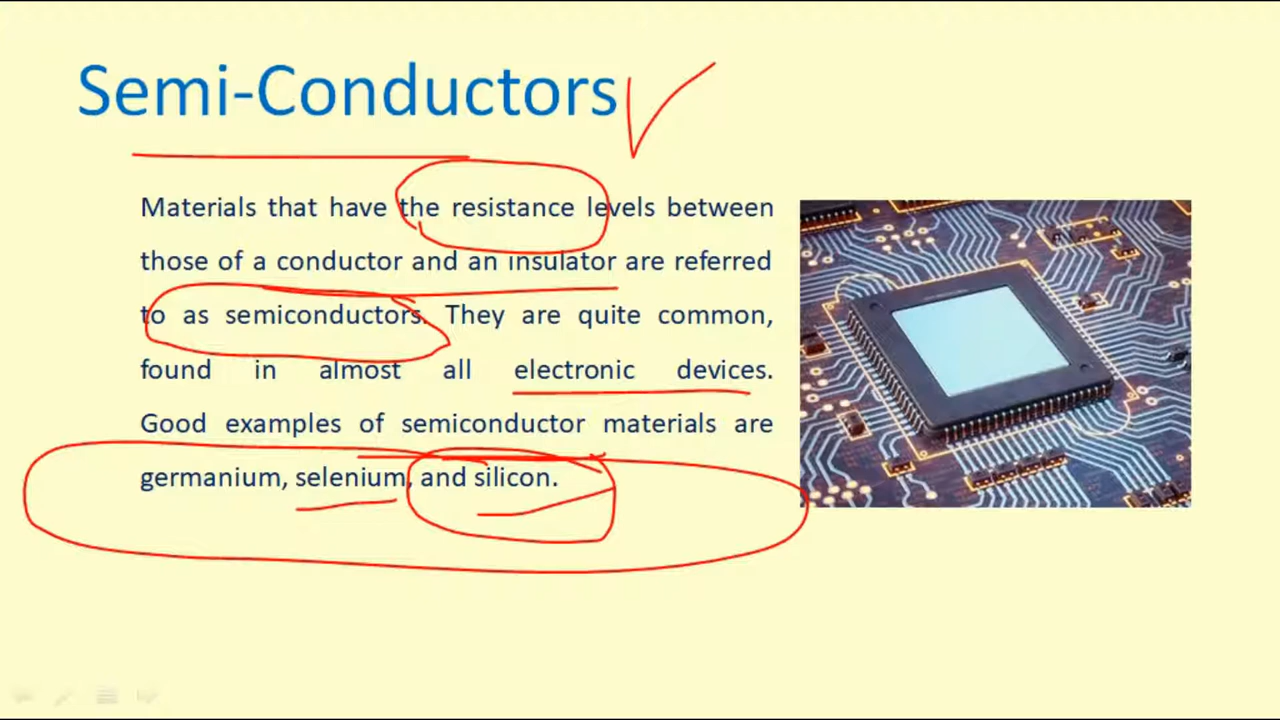 Semi-Conductors
Materials that have the resistance levels between
those of a conductor and an insulator are referred
to as semiconductors. They are quite common,
found in almost all electronic devices.
Good examples of semiconductor materials are
germanium, selenium, and silicon.